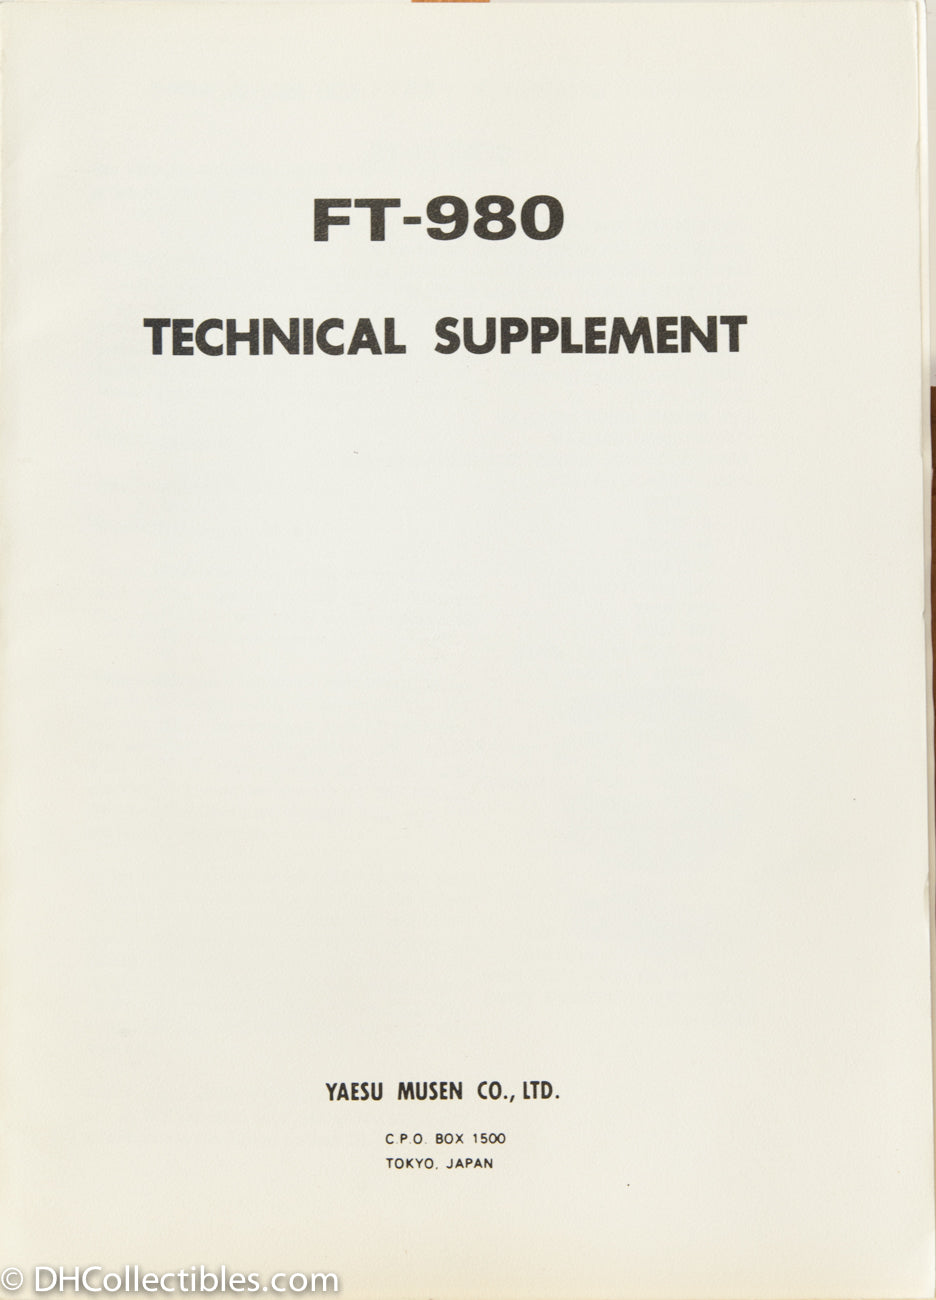 FT-980
TECHNICAL SUPPLEMENT
YAESU MUSEN CO., LTD.
C.P.O. BOX 1500
TOKYO, JAPAN
© DHCollectibles.com